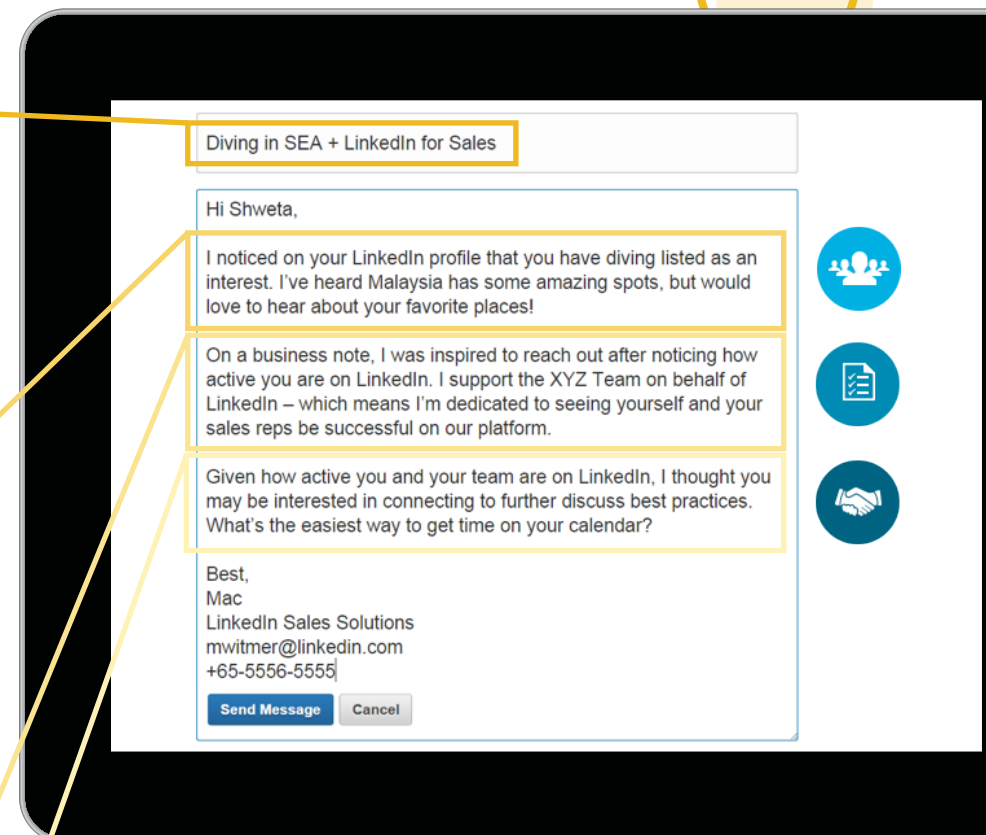 Diving in SEA + LinkedIn for Sales
Hi Shweta,
I noticed on your LinkedIn profile that you have diving listed as an
interest. I've heard Malaysia has some amazing spots, but would
love to hear about your favorite places!
On a business note, I was inspired to reach out after noticing how
active you are on LinkedIn. I support the XYZ Team on behalf of
LinkedIn – which means I'm dedicated to seeing yourself and your
sales reps be successful on our platform.
Given how active you and your team are on LinkedIn, I thought you
may be interested in connecting to further discuss best practices.
What's the easiest way to get time on your calendar?
Best,
Mac
LinkedIn Sales Solutions
mwitmer@linkedin.com
+65-5556-5555
Send Message Cancel